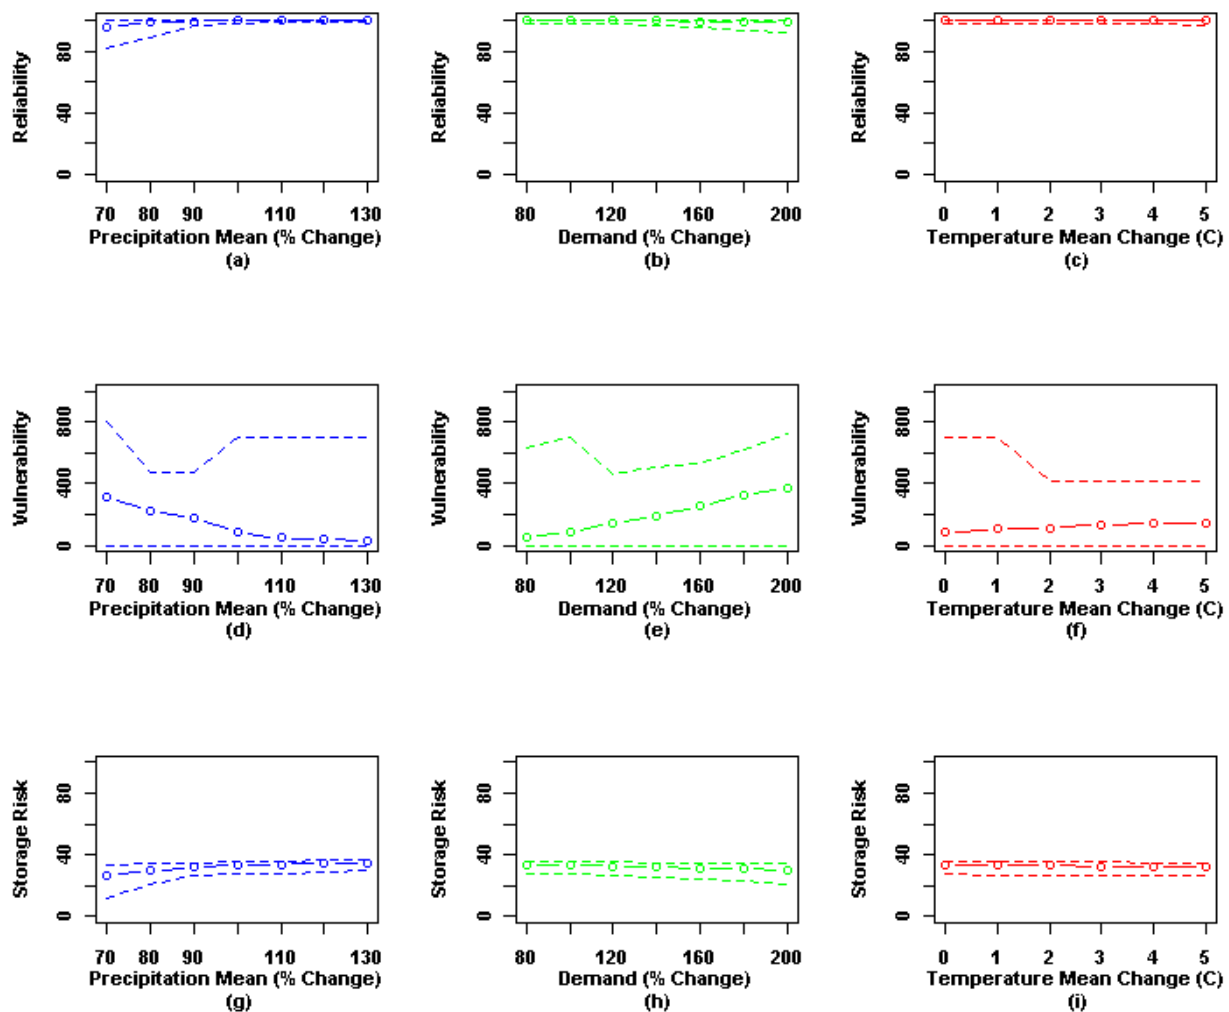 Reliability
0 40 80
70 80 90 110 130
Precipitation Mean (% Change)
(a)
Reliability
0 40 80
80 120 160 200
Demand (% Change)
(b)
Reliability
0 40 80
0 1 2 3 4 5
Temperature Mean Change (C)
(c)
Vulnerability
0 400 800
70 80 90 110 130
Precipitation Mean (% Change)
(d)
Vulnerability
0 400 800
80 120 160 200
Demand (% Change)
(e)
Vulnerability
0 400 800
0 1 2 3 4 5
Temperature Mean Change (C)
(f)
Storage Risk
0 40 80
70 80 90 110 130
Precipitation Mean (% Change)
(g)
Storage Risk
0 40 80
80 120 160 200
Demand (% Change)
(h)
Storage Risk
0 40 80
0 1 2 3 4 5
Temperature Mean Change (C)
(i)